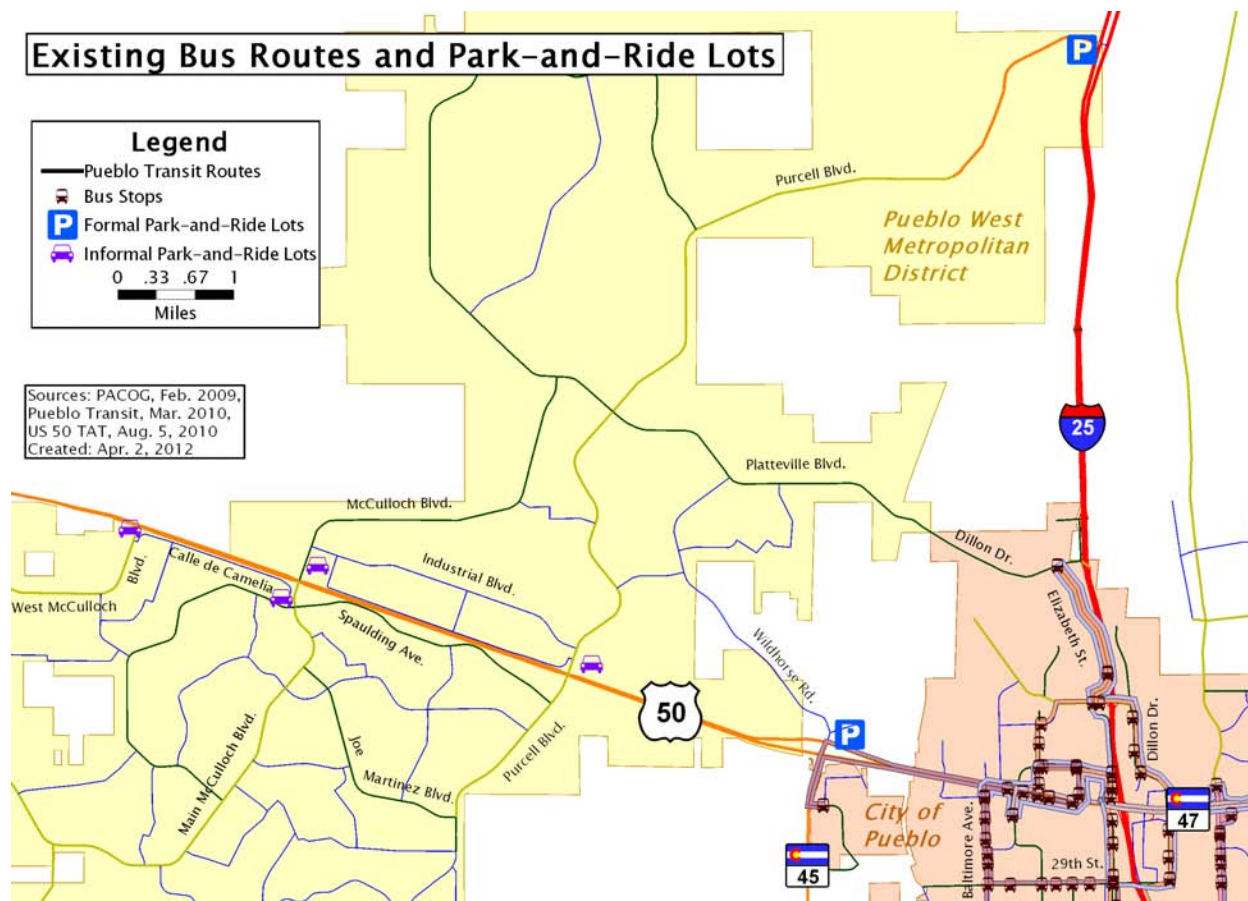 Existing Bus Routes and Park-and-Ride Lots
Legend
Pueblo Transit Routes
Bus Stops
P Formal Park-and-Ride Lots
Informal Park-and-Ride Lots
0 .33 .67 1
Miles
Sources: PACOG, Feb. 2009,
Pueblo Transit, Mar. 2010,
US 50 TAT, Aug. 5, 2010
Created: Apr. 2, 2012
P
Purcell Blvd.
Pueblo West
Metropolitan
District
25
Platteville Blvd.
McCulloch Blvd.
Dillon Dr.
Industrial Blvd.
Calle de Camelia
Blvd.
West McCulloch
Spaulding Ave.
Elizabeth St.
Wildhorse Rd.
50
P
Dillon Dr.
Main McCulloch Blvd.
Joe
Martinez Blvd.
Purcell Blvd.
City of
Pueblo
47
45
Baltimore Ave.
29th St.